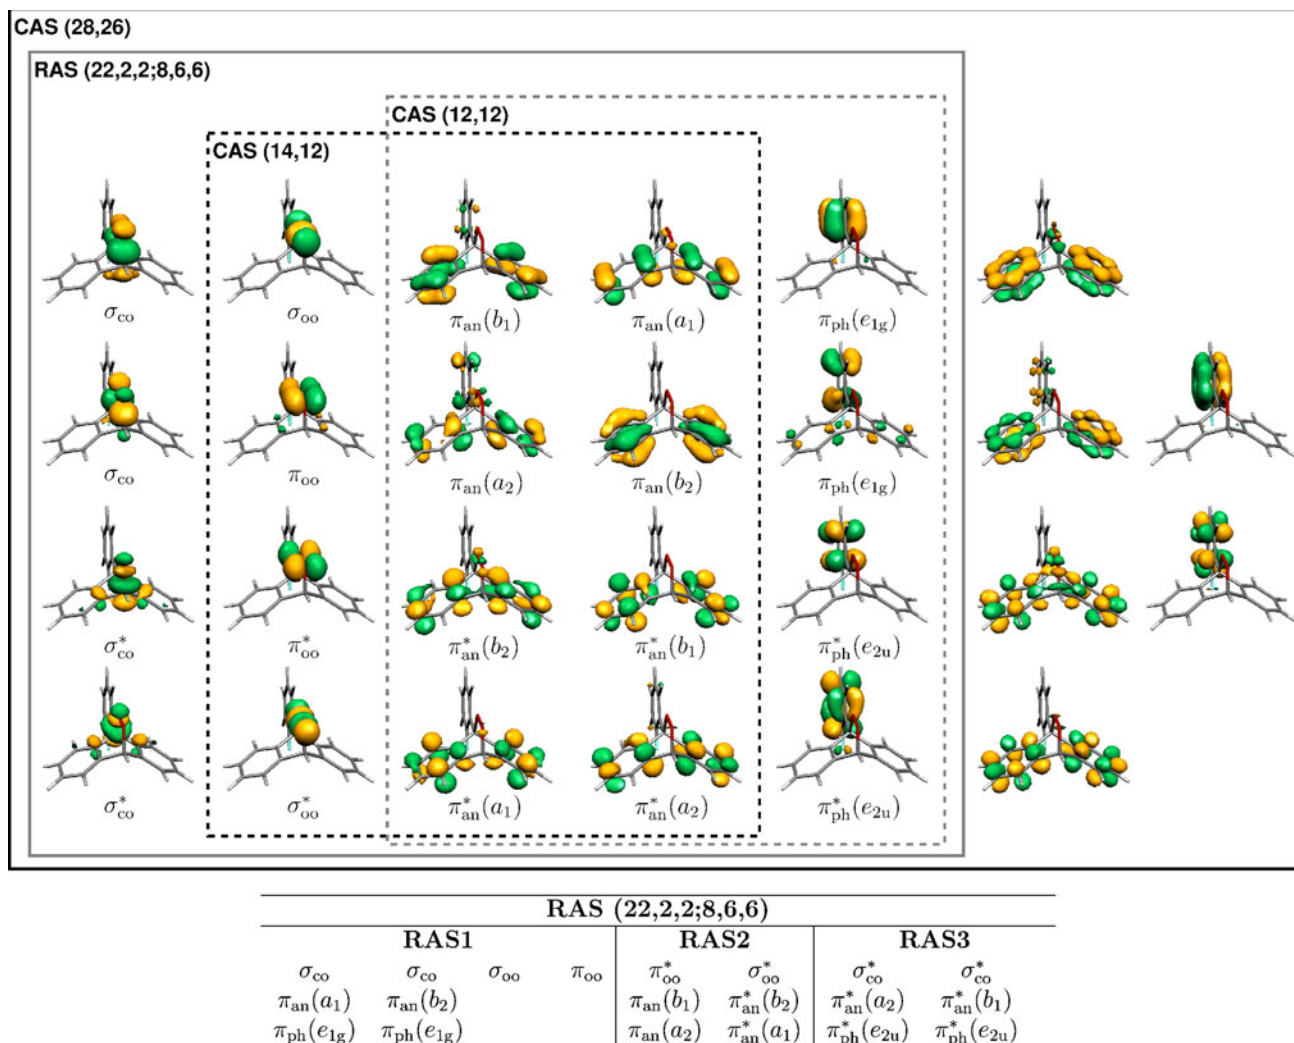 CAS (28,26)
RAS (22,2,2;8,6,6)
CAS (12,12)
CAS (14,12)
σco σoo πan(b1) πan(a1) πph(e1g)
σco πoo πan(a2) πan(b2) πph(e1g)
σ*co π*oo π*an(b2) π*an(b1) π*ph(e2u)
σ*co σ*oo π*an(a1) π*an(a2) π*ph(e2u)
RAS (22,2,2;8,6,6)
RAS1 RAS2 RAS3
σco σco σoo πoo π*oo σ*oo σ*co σ*co
πan(a1) πan(b2) πan(b1) π*an(b2) π*an(a2) π*an(b1)
πph(e1g) πph(e1g) πan(a2) π*an(a1) π*ph(e2u) π*ph(e2u)